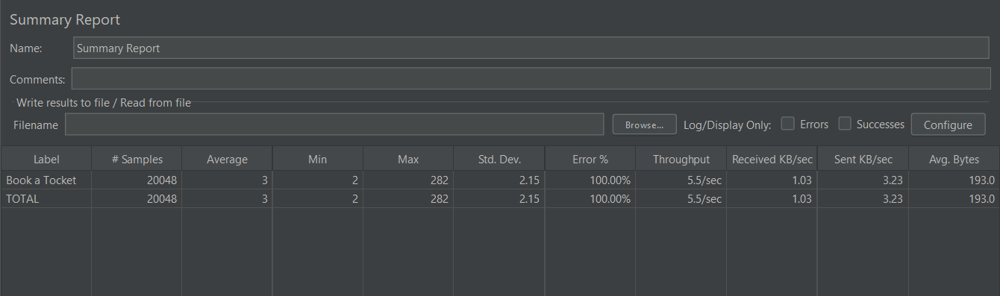 Summary Report
Name: Summary Report
Comments:
Write results to file / Read from file
Filename Browse... Log/Display Only: Errors Successes Configure
Label # Samples Average Min Max Std. Dev. Error % Throughput Received KB/sec Sent KB/sec Avg. Bytes
Book a Tocket 20048 3 2 282 2.15 100.00% 5.5/sec 1.03 3.23 193.0
TOTAL 20048 3 2 282 2.15 100.00% 5.5/sec 1.03 3.23 193.0